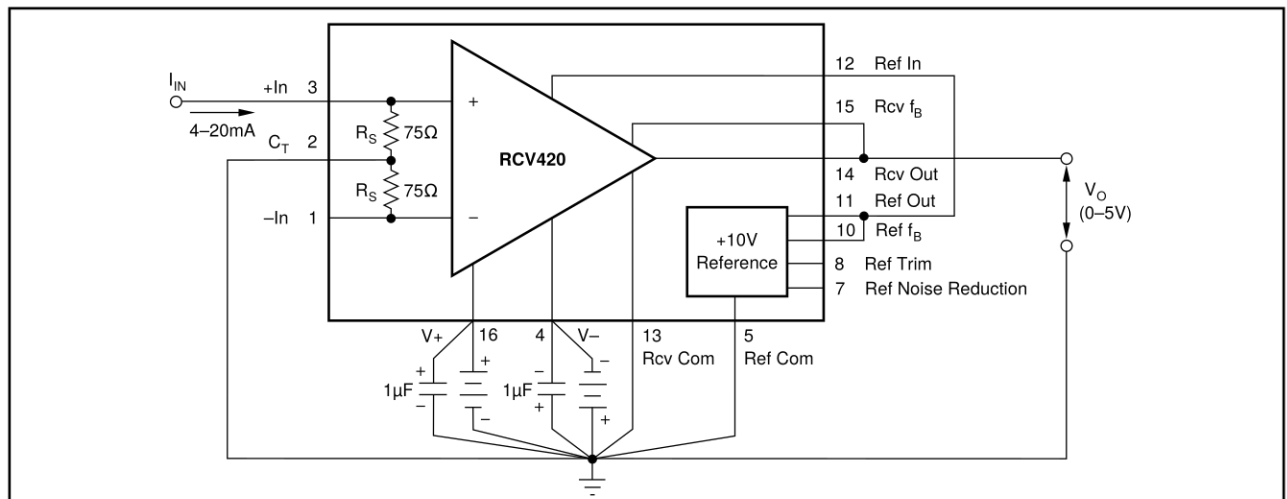 12 Ref In
I_IN
+In 3
+
15 Rcv f_B
4–20mA
R_S 75Ω
C_T 2
RCV420
14 Rcv Out
R_S 75Ω
11 Ref Out
V_O
(0–5V)
–In 1
–
+10V
Reference
10 Ref f_B
8 Ref Trim
7 Ref Noise Reduction
V+ 16 4 V– 13 5
Rcv Com Ref Com
+ + – –
1µF 1µF
– – + +